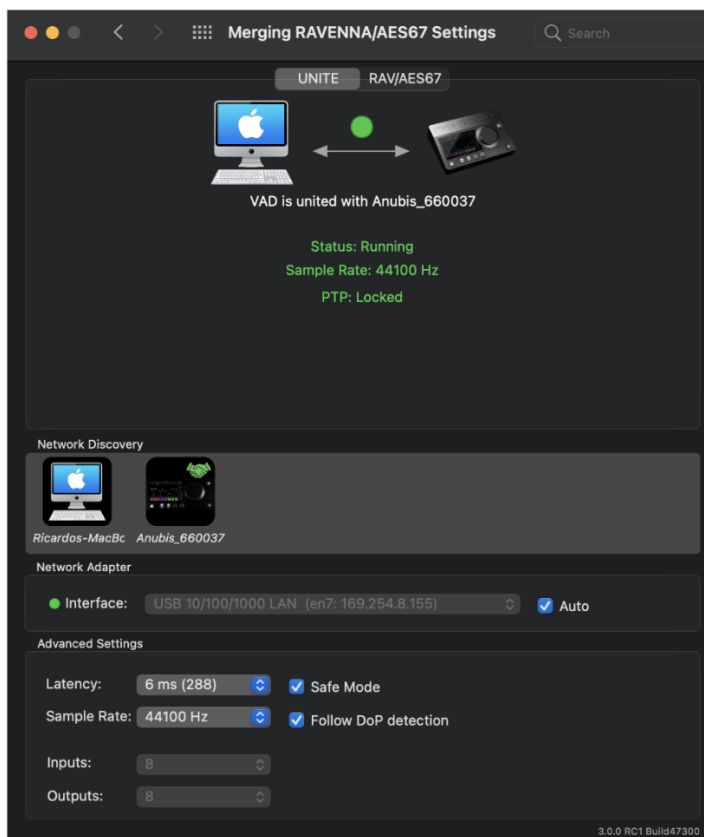 Merging RAVENNA/AES67 Settings
Search
UNITE RAV/AES67
VAD is united with Anubis_660037
Status: Running
Sample Rate: 44100 Hz
PTP: Locked
Network Discovery
Ricardos-MacBc Anubis_660037
Network Adapter
Interface: USB 10/100/1000 LAN (en7: 169.254.8.155) Auto
Advanced Settings
Latency: 6 ms (288) Safe Mode
Sample Rate: 44100 Hz Follow DoP detection
Inputs: 8
Outputs: 8
3.0.0 RC1 Build47300